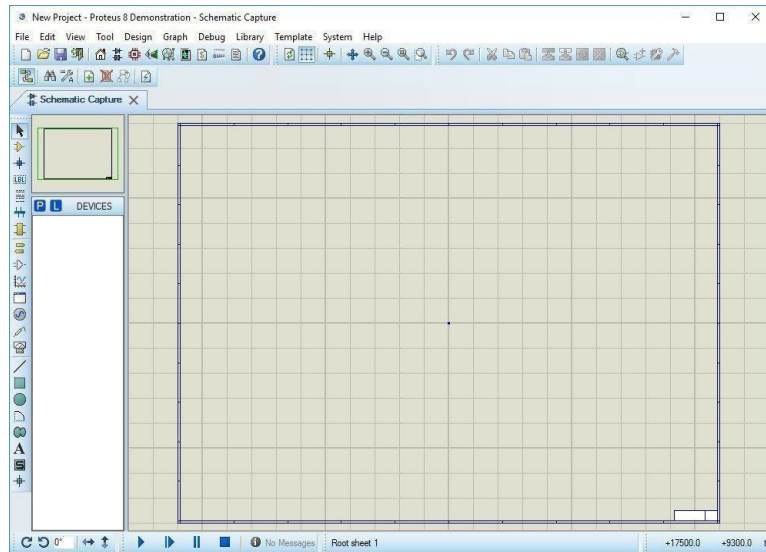 New Project - Proteus 8 Demonstration - Schematic Capture
File Edit View Tool Design Graph Debug Library Template System Help
Schematic Capture
LBL
P L DEVICES
A
S
0° No Messages Root sheet 1 +17500.0 +9300.0